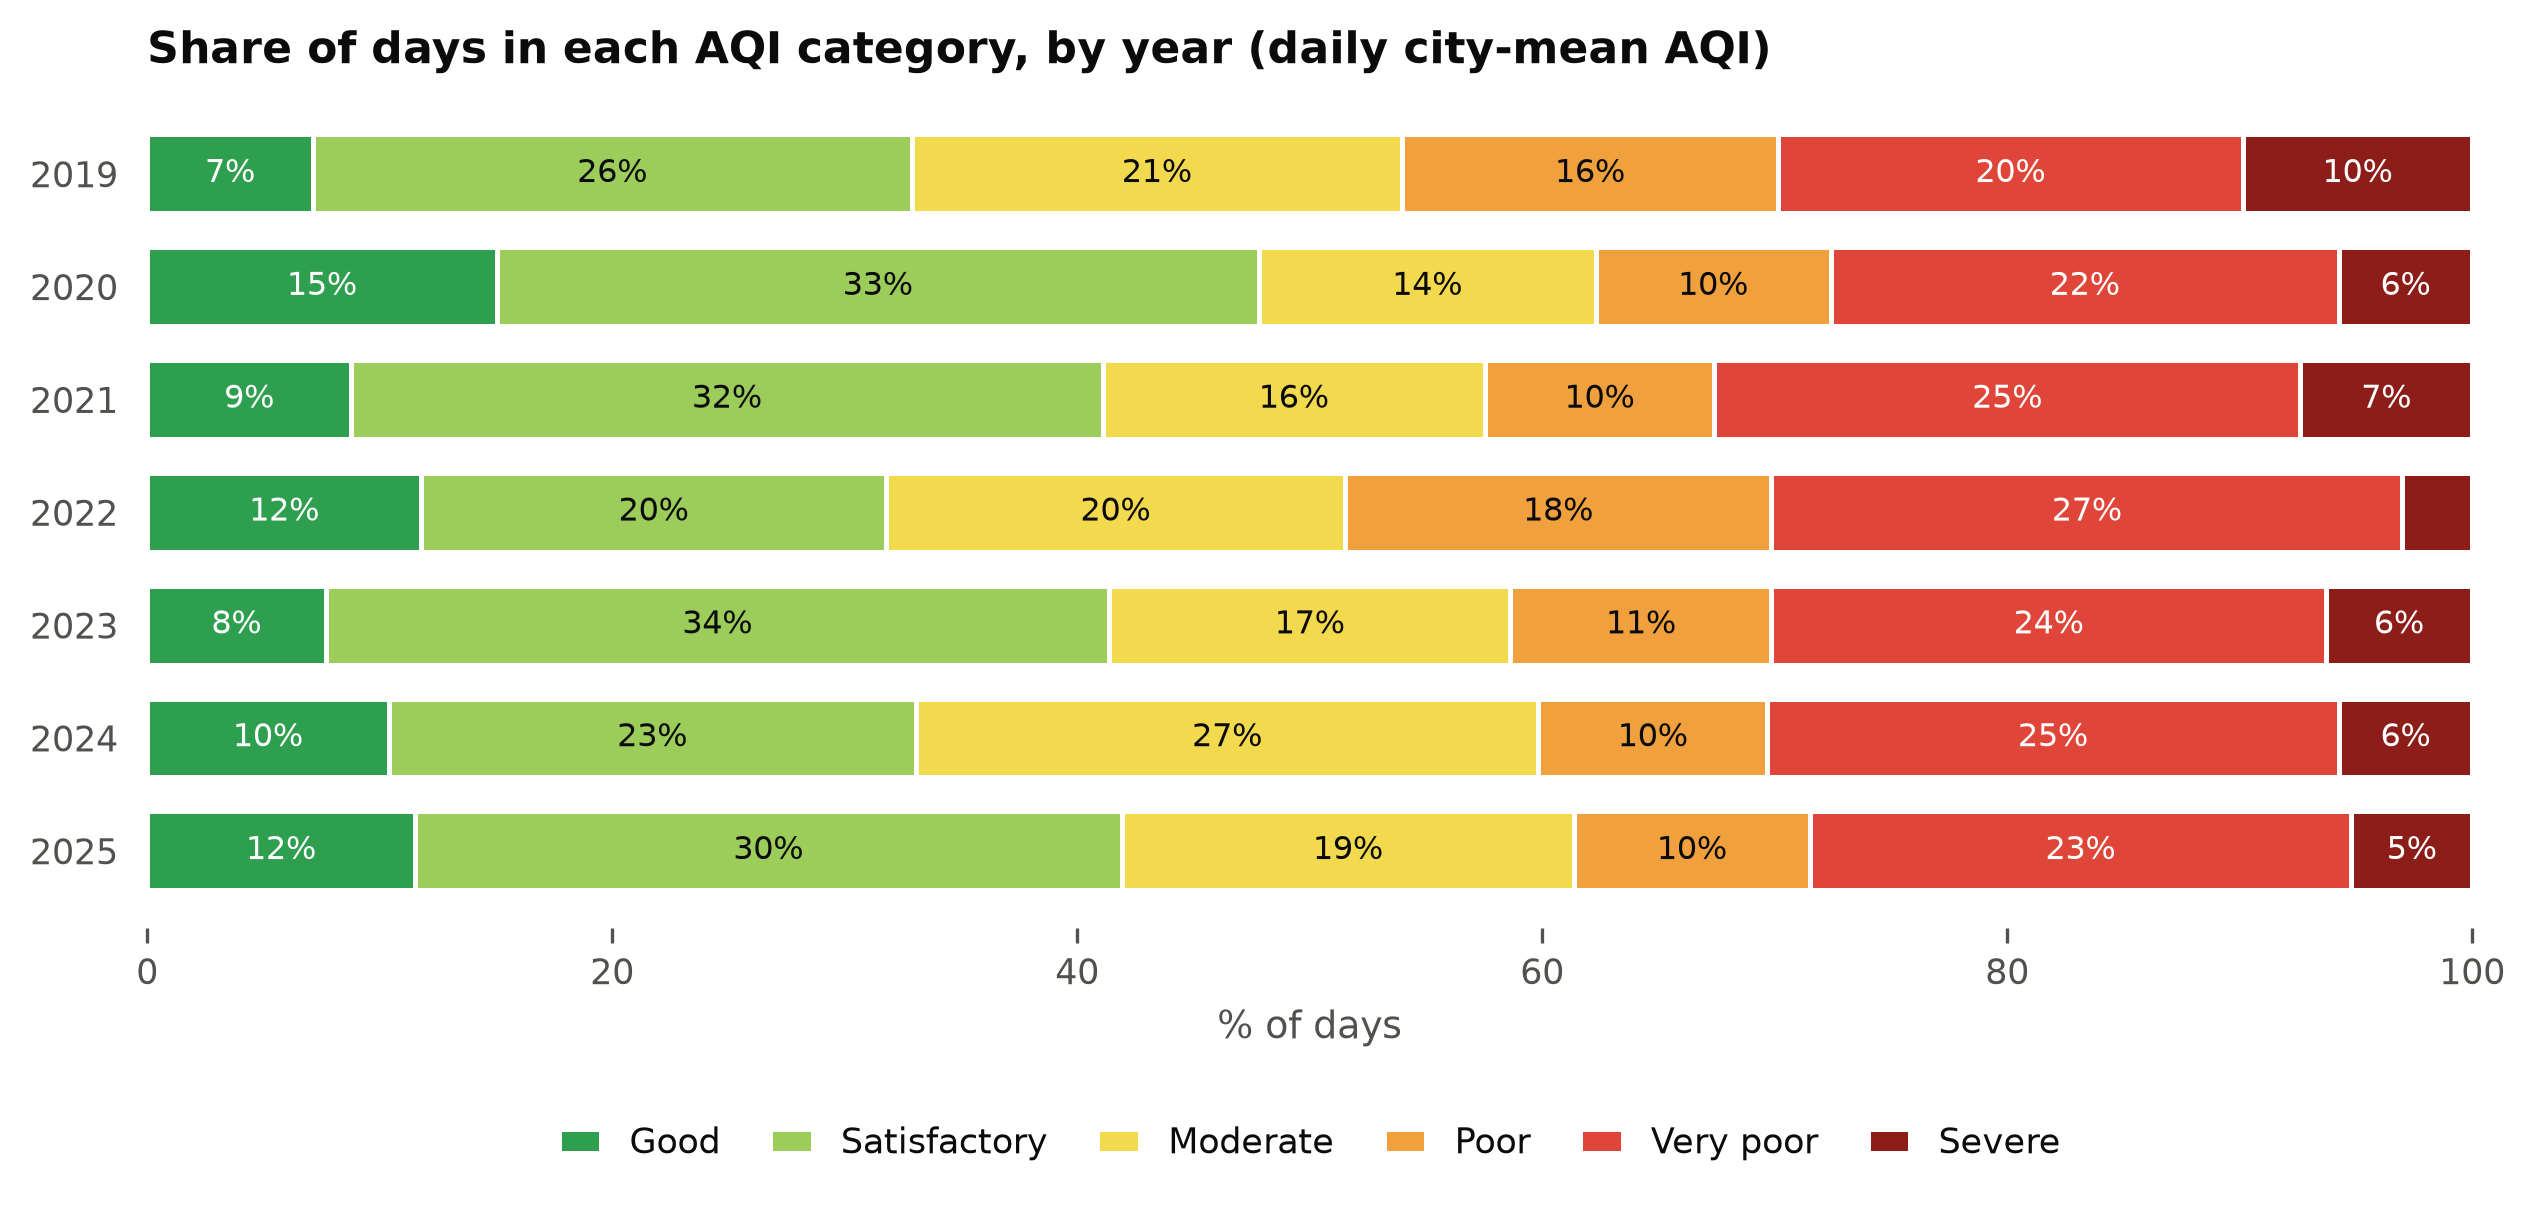 Share of days in each AQI category, by year (daily city-mean AQI)
2019 7% 26% 21% 16% 20% 10%
2020 15% 33% 14% 10% 22% 6%
2021 9% 32% 16% 10% 25% 7%
2022 12% 20% 20% 18% 27%
2023 8% 34% 17% 11% 24% 6%
2024 10% 23% 27% 10% 25% 6%
2025 12% 30% 19% 10% 23% 5%
0 20 40 60 80 100
% of days
Good Satisfactory Moderate Poor Very poor Severe